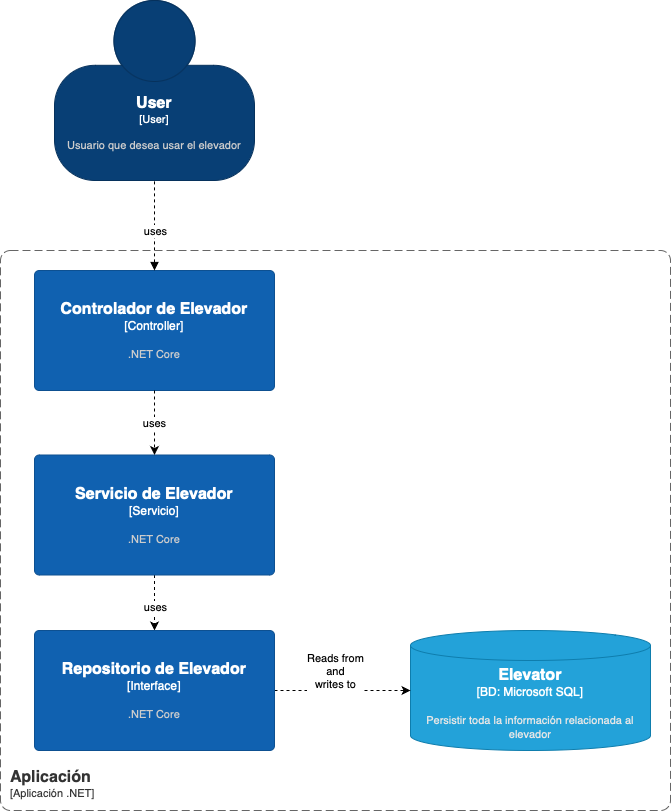 User
[User]
Usuario que desea usar el elevador
uses
Controlador de Elevador
[Controller]
.NET Core
uses
Servicio de Elevador
[Servicio]
.NET Core
uses
Repositorio de Elevador
[Interface]
.NET Core
Reads from
and
writes to
Elevator
[BD: Microsoft SQL]
Persistir toda la información relacionada al
elevador
Aplicación
[Aplicación .NET]